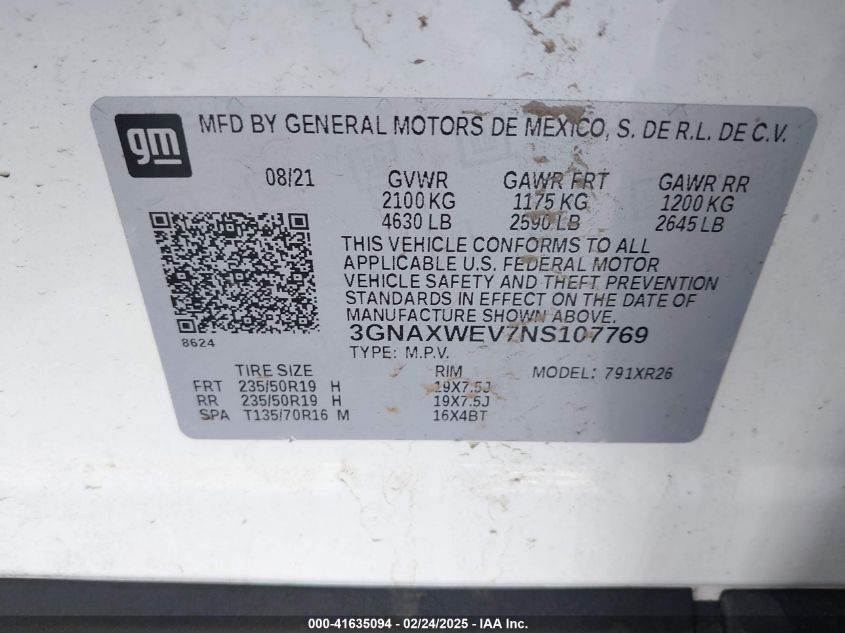 gm
MFD BY GENERAL MOTORS DE MEXICO, S. DE R.L. DE C.V.
08/21 GVWR GAWR FRT GAWR RR
2100 KG 1175 KG 1200 KG
4630 LB 2590 LB 2645 LB
THIS VEHICLE CONFORMS TO ALL
APPLICABLE U.S. FEDERAL MOTOR
VEHICLE SAFETY AND THEFT PREVENTION
STANDARDS IN EFFECT ON THE DATE OF
MANUFACTURE SHOWN ABOVE.
8624
3GNAXWEV7NS107769
TYPE: M.P.V.
TIRE SIZE RIM MODEL: 791XR26
FRT 235/50R19 H 19X7.5J
RR 235/50R19 H 19X7.5J
SPA T135/70R16 M 16X4BT
000-41635094 - 02/24/2025 - IAA Inc.